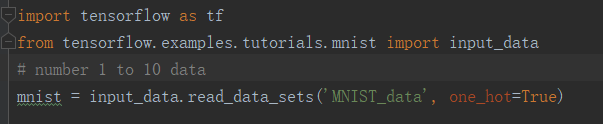 import tensorflow as tf
from tensorflow.examples.tutorials.mnist import input_data
# number 1 to 10 data
mnist = input_data.read_data_sets('MNIST_data', one_hot=True)